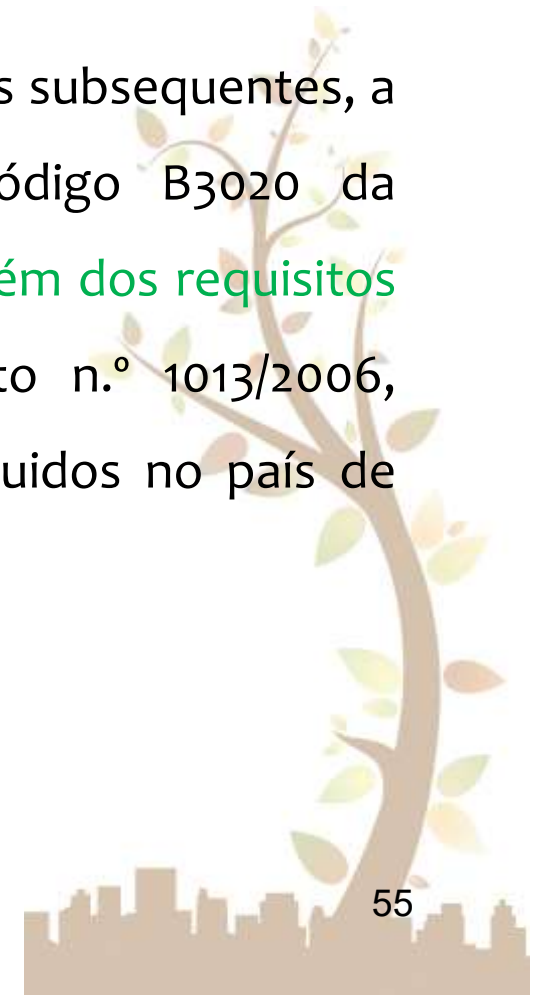 s subsequentes, a
ódigo B3020 da
ém dos requisitos
to n.º 1013/2006,
uidos no país de
55